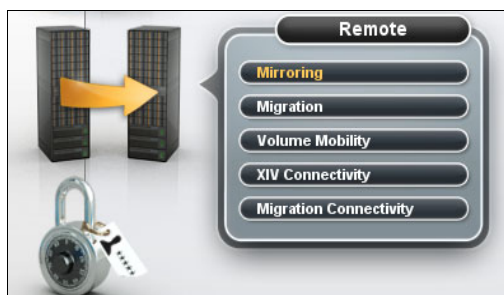 Remote
Mirroring
Migration
Volume Mobility
XIV Connectivity
Migration Connectivity